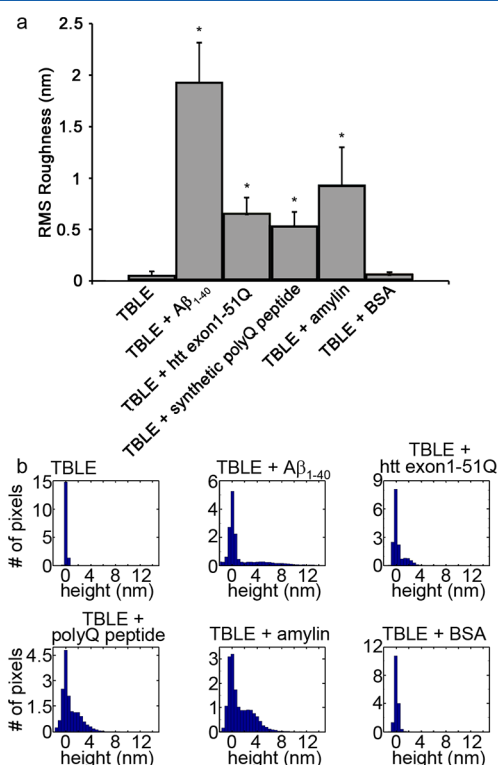 a
2.5
2
1.5
1
0.5
0
RMS Roughness (nm)
*
*
*
*
TBLE
TBLE + Aβ1-40
TBLE + htt exon1-51Q
TBLE + synthetic polyQ peptide
TBLE + amylin
TBLE + BSA
b
TBLE
15
10
5
0
# of pixels
0 4 8 12
height (nm)
TBLE + Aβ1-40
6
4
2
0
0 4 8 12
height (nm)
TBLE +
htt exon1-51Q
9
6
3
0
0 4 8 12
height (nm)
TBLE +
polyQ peptide
4.5
3
1.5
0
# of pixels
0 4 8 12
height (nm)
TBLE + amylin
3
2
1
0
0 4 8 12
height (nm)
TBLE + BSA
12
8
4
0
0 4 8 12
height (nm)